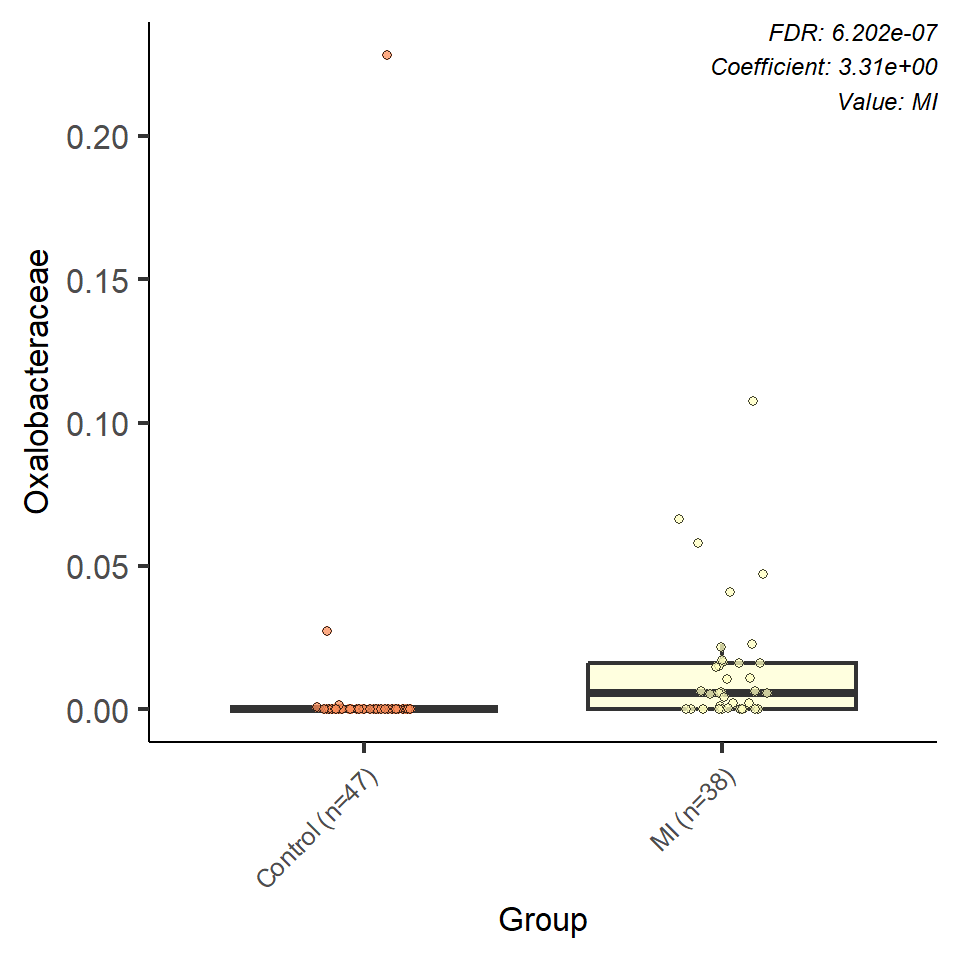 FDR: 6.202e-07
Coefficient: 3.31e+00
Value: MI
Oxalobacteraceae
0.20
0.15
0.10
0.05
0.00
Control (n=47)
MI (n=38)
Group